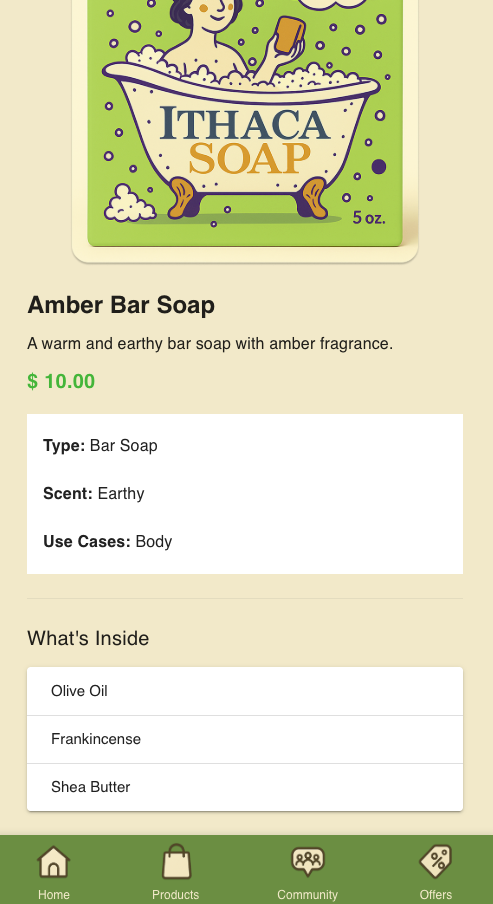 ITHACA
SOAP
5 oz.
Amber Bar Soap
A warm and earthy bar soap with amber fragrance.
$ 10.00
Type: Bar Soap
Scent: Earthy
Use Cases: Body
What's Inside
Olive Oil
Frankincense
Shea Butter
Home Products Community Offers